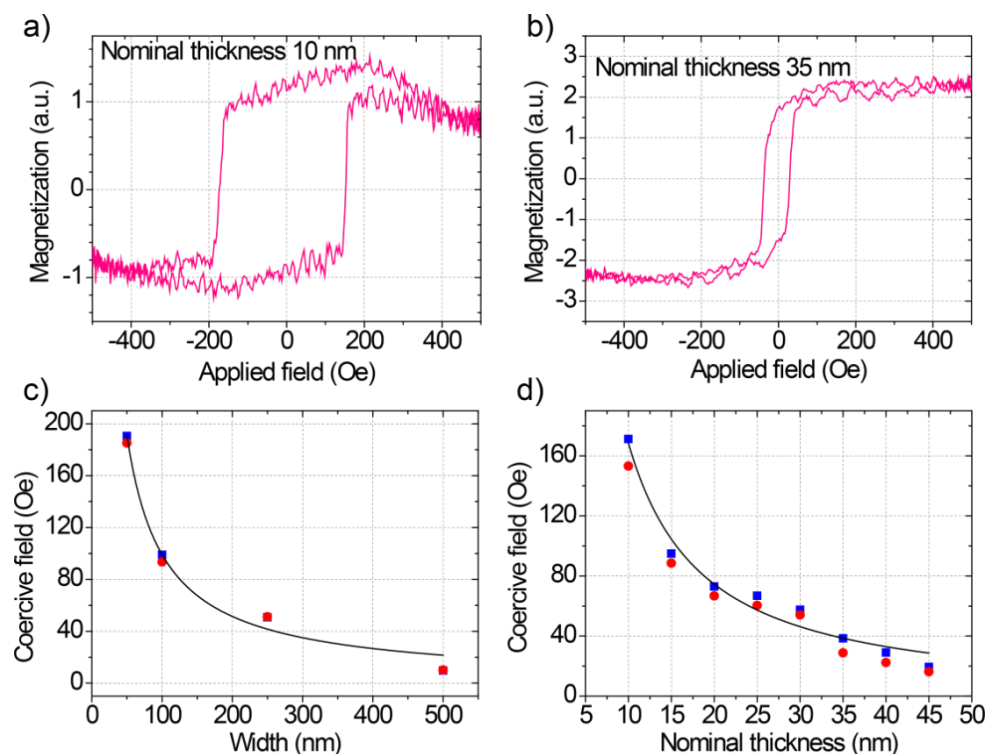 a)
Nominal thickness 10 nm
Magnetization (a.u.)
1
0
-1
-400 -200 0 200 400
Applied field (Oe)
b)
Nominal thickness 35 nm
Magnetization (a.u.)
3
2
1
0
-1
-2
-3
-400 -200 0 200 400
Applied field (Oe)
c)
Coercive field (Oe)
200
160
120
80
40
0
0 100 200 300 400 500
Width (nm)
d)
Coercive field (Oe)
160
120
80
40
0
5 10 15 20 25 30 35 40 45 50
Nominal thickness (nm)